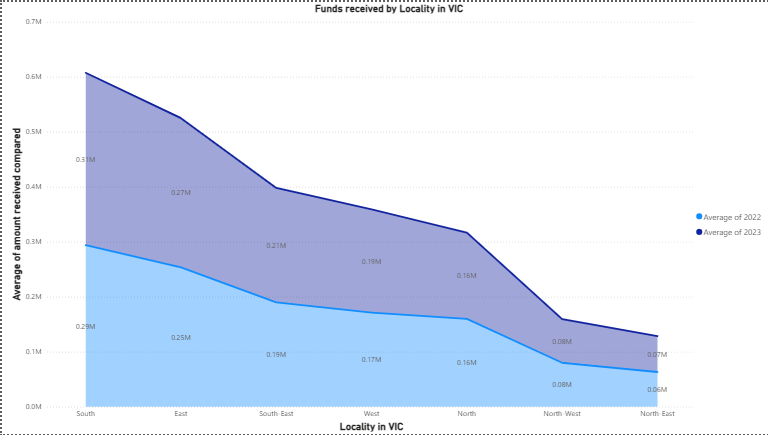 Funds received by Locality in VIC
0.7M
0.6M
0.5M
0.4M
0.3M
0.2M
0.1M
0.0M
Average of amount received compared
0.31M
0.27M
0.21M
0.19M
0.16M
0.08M
0.07M
0.29M
0.25M
0.19M
0.17M
0.16M
0.08M
0.06M
South
East
South-East
West
North
North-West
North-East
Locality in VIC
Average of 2022
Average of 2023